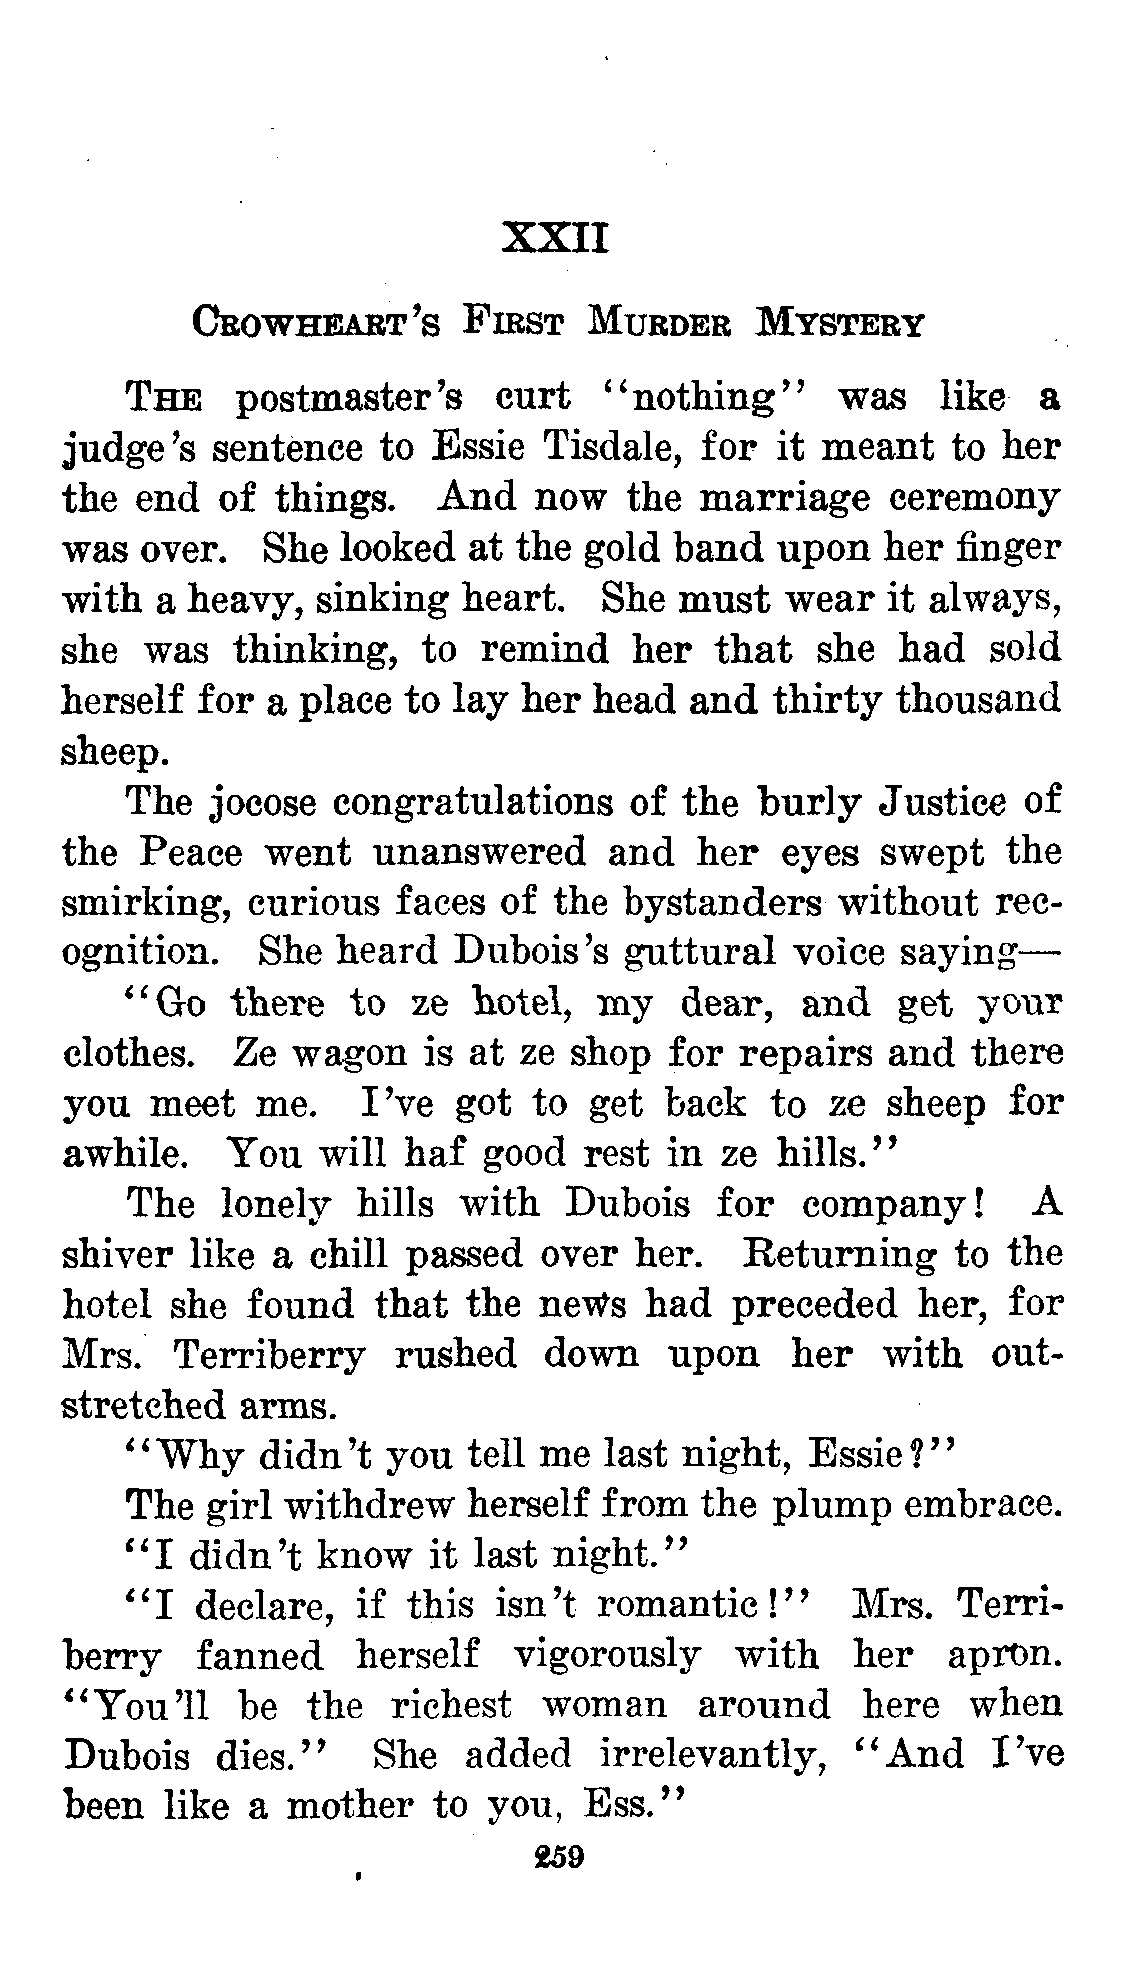 XXII
Crowheart's First Murder Mystery
The postmaster's curt "nothing" was like a
judge's sentence to Essie Tisdale, for it meant to her
the end of things. And now the marriage ceremony
was over. She looked at the gold band upon her finger
with a heavy, sinking heart. She must wear it always,
she was thinking, to remind her that she had sold
herself for a place to lay her head and thirty thousand
sheep.
The jocose congratulations of the burly Justice of
the Peace went unanswered and her eyes swept the
smirking, curious faces of the bystanders without rec-
ognition. She heard Dubois's guttural voice saying—
"Go there to ze hotel, my dear, and get your
clothes. Ze wagon is at ze shop for repairs and there
you meet me. I've got to get back to ze sheep for
awhile. You will haf good rest in ze hills."
The lonely hills with Dubois for company! A
shiver like a chill passed over her. Returning to the
hotel she found that the news had preceded her, for
Mrs. Terriberry rushed down upon her with out-
stretched arms.
"Why didn't you tell me last night, Essie?"
The girl withdrew herself from the plump embrace.
"I didn't know it last night."
"I declare, if this isn't romantic!" Mrs. Terri-
berry fanned herself vigorously with her apron.
"You'll be the richest woman around here when
Dubois dies." She added irrelevantly, "And I've
been like a mother to you, Ess."
259